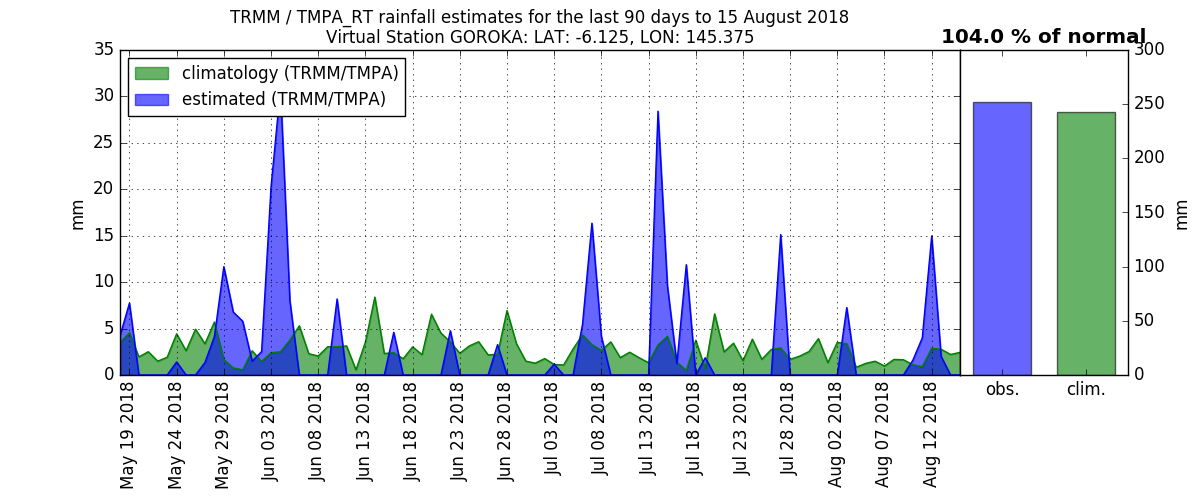 TRMM / TMPA_RT rainfall estimates for the last 90 days to 15 August 2018
Virtual Station GOROKA: LAT: -6.125, LON: 145.375
104.0 % of normal
climatology (TRMM/TMPA)
estimated (TRMM/TMPA)
mm
35
30
25
20
15
10
5
0
May 19 2018
May 24 2018
May 29 2018
Jun 03 2018
Jun 08 2018
Jun 13 2018
Jun 18 2018
Jun 23 2018
Jun 28 2018
Jul 03 2018
Jul 08 2018
Jul 13 2018
Jul 18 2018
Jul 23 2018
Jul 28 2018
Aug 02 2018
Aug 07 2018
Aug 12 2018
obs.
clim.
300
250
200
150
100
50
0
mm